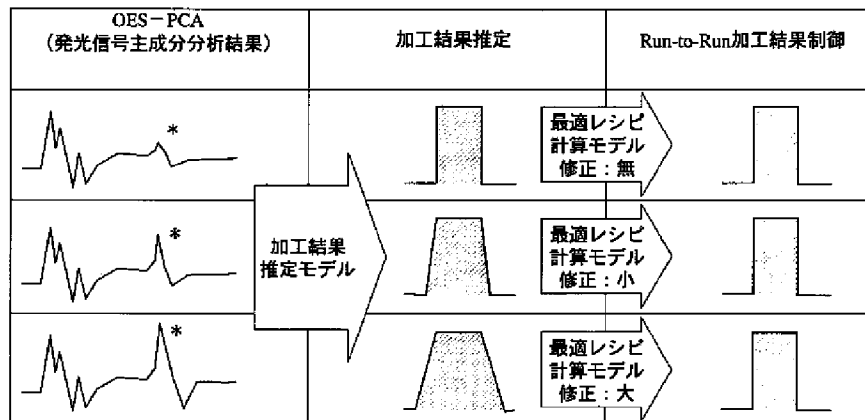 OES－PCA
（発光信号主成分分析結果）
加工結果推定
Run-to-Run加工結果制御
*
最適レシピ
計算モデル
修正：無
*
加工結果
推定モデル
最適レシピ
計算モデル
修正：小
*
最適レシピ
計算モデル
修正：大